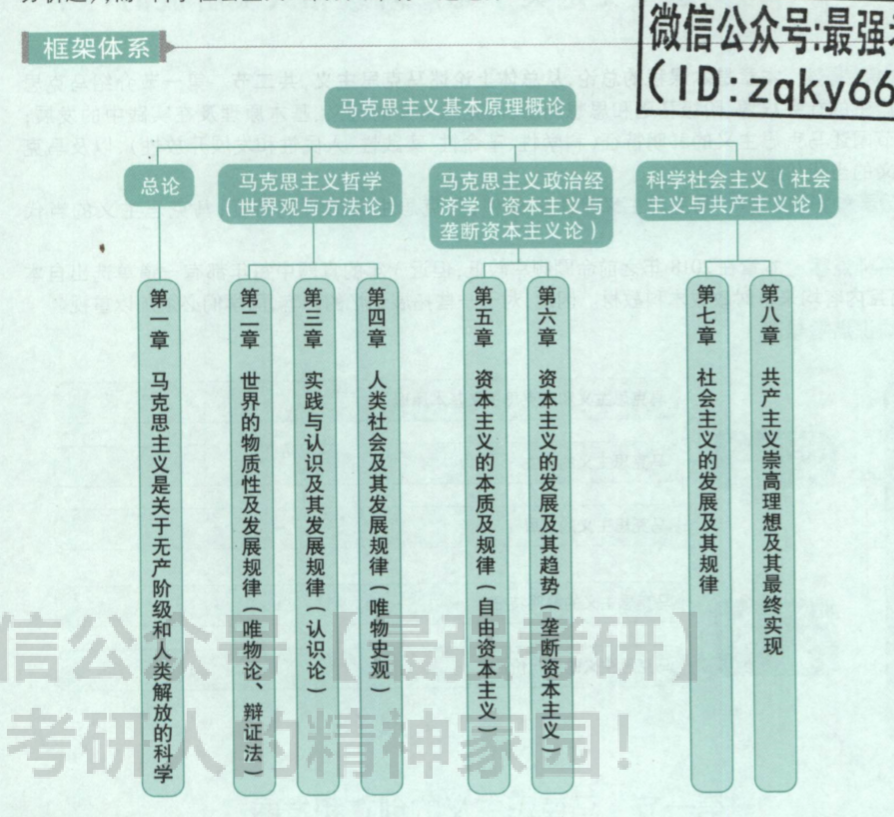 微信公众号:最强
(ID:zqky66
框架体系
马克思主义基本原理概论
总论
马克思主义哲学
(世界观与方法论)
马克思主义政治经
济学(资本主义与
垄断资本主义论)
科学社会主义(社会
主义与共产主义论)
第一章 马克思主义是关于无产阶级和人类解放的科学
第二章 世界的物质性及发展规律(唯物论、辩证法)
第三章 实践与认识及其发展规律(认识论)
第四章 人类社会及其发展规律(唯物史观)
第五章 资本主义的本质及规律(自由资本主义)
第六章 资本主义的发展及其趋势(垄断资本主义)
第七章 社会主义的发展及其规律
第八章 共产主义崇高理想及其最终实现
信公众号【最强考研】
考研人的精神家园!